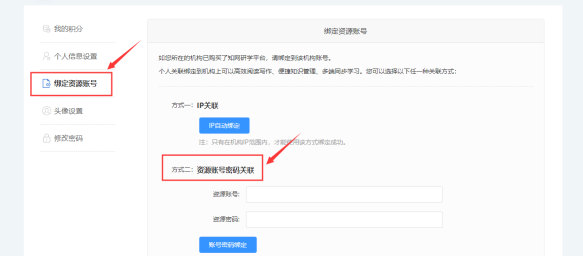 我的积分
个人信息设置
绑定资源账号
头像设置
修改密码
绑定资源账号
如您所在的机构已购买了知网研学平台，请绑定到该机构账号。
个人关联绑定到机构上可以高效阅读写作、便捷知识管理、多端同步学习。您可以选择以下任一种关联方式：
方式一：IP关联
IP自动绑定
注：只有在机构IP范围内，才能使用该方式绑定成功。
方式二：资源账号密码关联
资源账号:
资源密码:
账号密码绑定